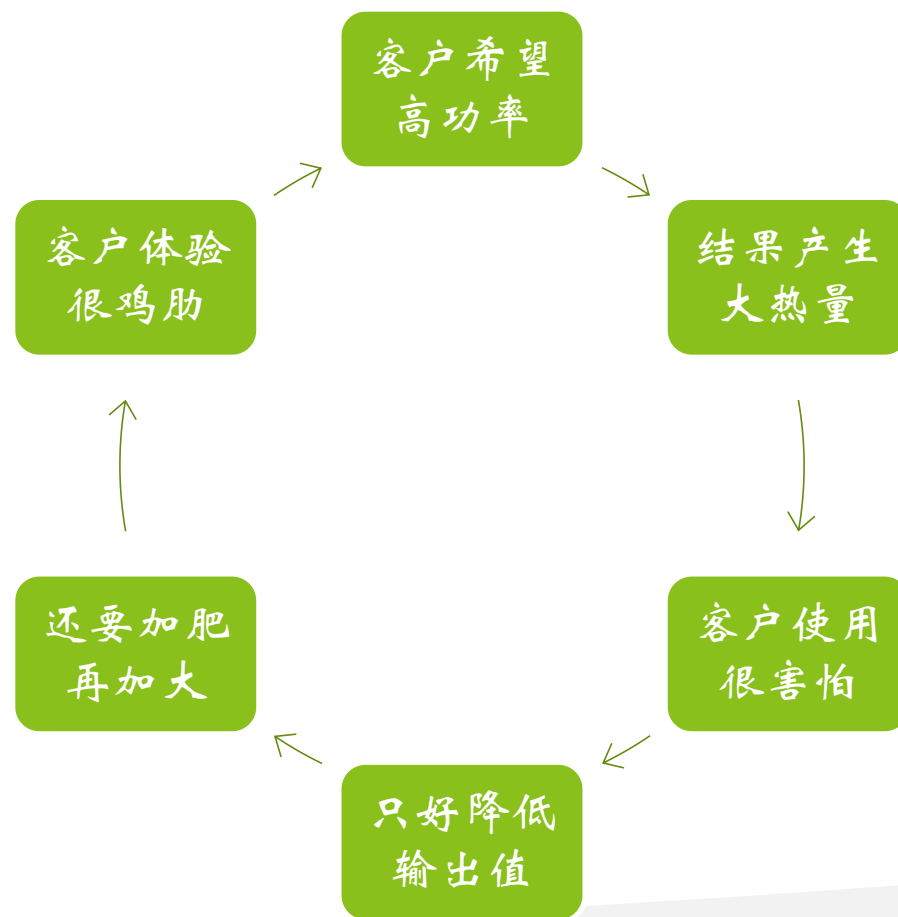 客户希望
高功率
结果产生
大热量
客户使用
很害怕
只好降低
输出值
还要加肥
再加大
客户体验
很鸡肋